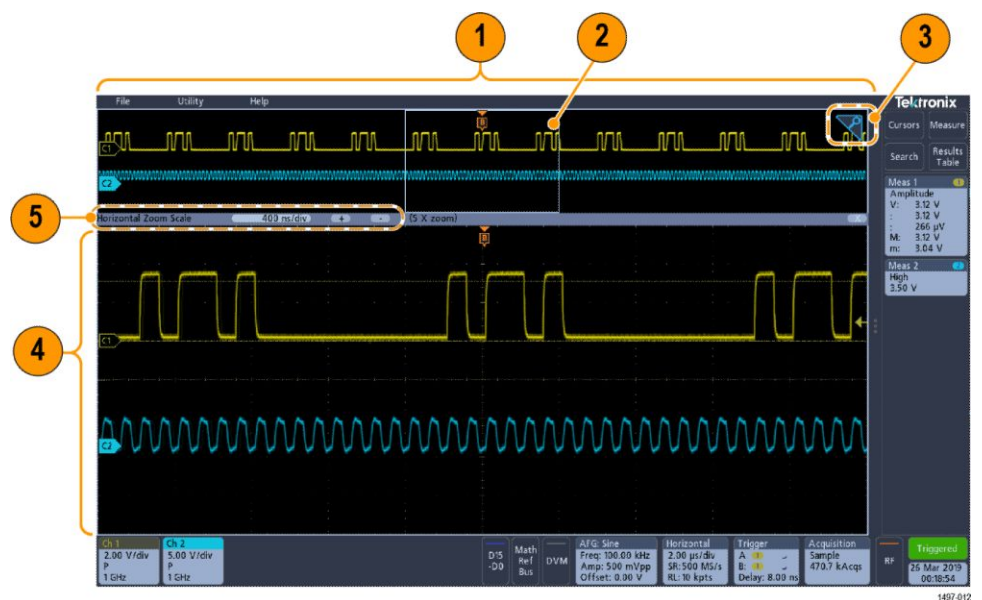 1
2
3
File Utility Help
Tektronix
B
C1
C2
Cursors Measure
Search Results Table
Meas 1 1
Amplitude
V: 3.12 V
: 3.12 V
: 266 µV
M: 3.12 V
m: 3.04 V
Meas 2 2
High
3.50 V
5
Horizontal Zoom Scale 400 ns/div + - (5 X zoom) X
B
4
C1
C2
Ch 1
2.00 V/div
P
1 GHz
Ch 2
5.00 V/div
P
1 GHz
D15
-D0
Math
Ref
Bus
DVM
AFG: Sine
Freq: 100.00 kHz
Amp: 500 mVpp
Offset: 0.00 V
Horizontal
2.00 µs/div
SR:500 MS/s
RL: 10 kpts
Trigger
A 1
B: 1
Delay: 8.00 ns
Acquisition
Sample
470.7 kAcqs
RF
Triggered
26 Mar 2019
00:18:54
1497-012